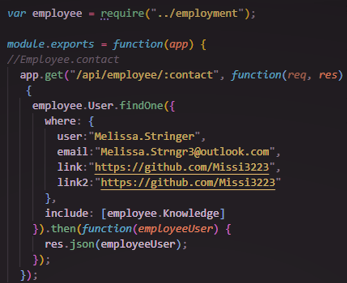 var employee = require("../employment");
module.exports = function(app) {
//Employee.contact
app.get("/api/employee/:contact", function(req, res)
{
employee.User.findOne({
where: {
user:"Melissa.Stringer",
email:"Melissa.Strngr3@outlook.com",
link:"https://github.com/Missi3223",
link2:"https://github.com/Missi3223"
},
include: [employee.Knowledge]
}).then(function(employeeUser) {
res.json(employeeUser);
});
});